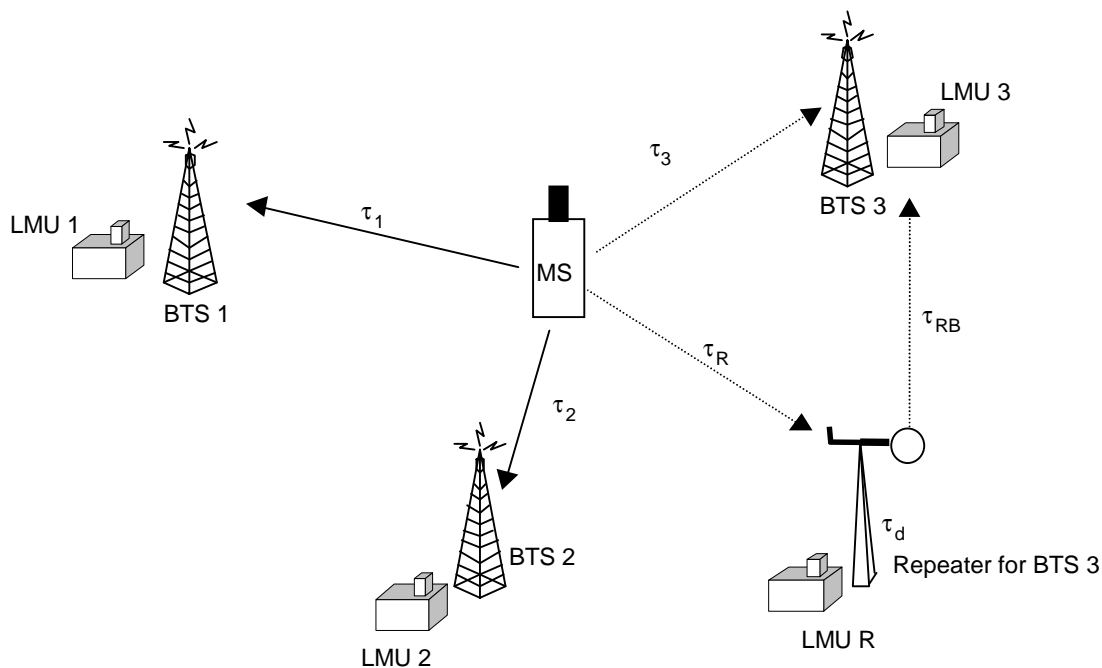 LMU 3
τ3
BTS 3
LMU 1
τ1
MS
BTS 1
τRB
τR
τ2
τd
BTS 2
Repeater for BTS 3
LMU R
LMU 2